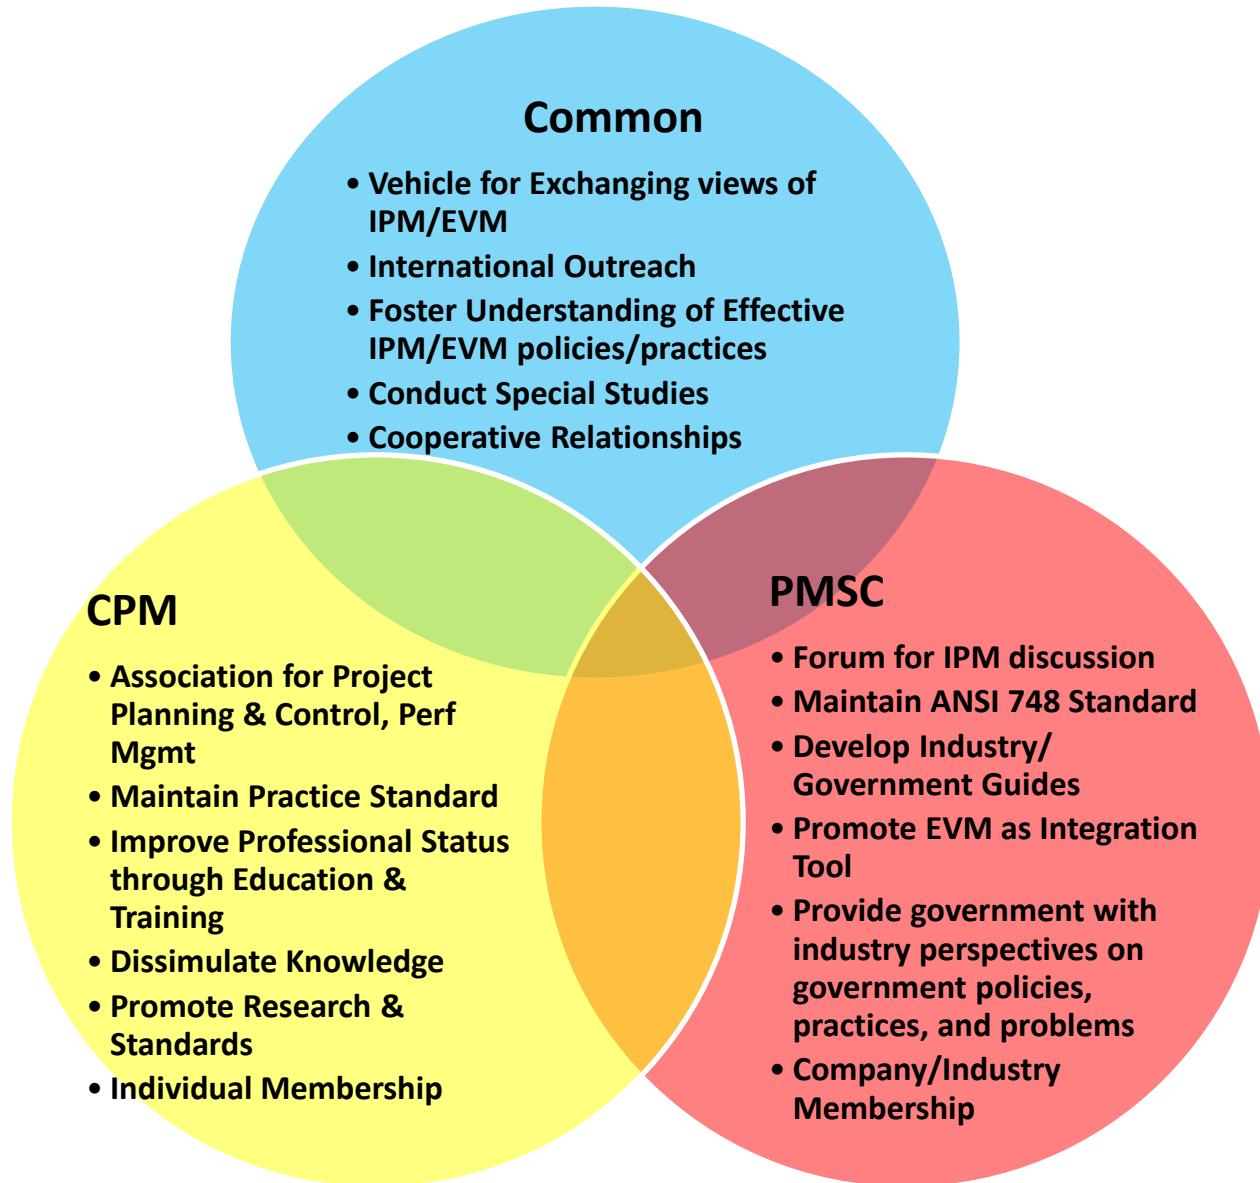 Common
• Vehicle for Exchanging views of
IPM/EVM
• International Outreach
• Foster Understanding of Effective
IPM/EVM policies/practices
• Conduct Special Studies
• Cooperative Relationships
CPM
• Association for Project
Planning & Control, Perf
Mgmt
• Maintain Practice Standard
• Improve Professional Status
through Education &
Training
• Dissimulate Knowledge
• Promote Research &
Standards
• Individual Membership
PMSC
• Forum for IPM discussion
• Maintain ANSI 748 Standard
• Develop Industry/
Government Guides
• Promote EVM as Integration
Tool
• Provide government with
industry perspectives on
government policies,
practices, and problems
• Company/Industry
Membership